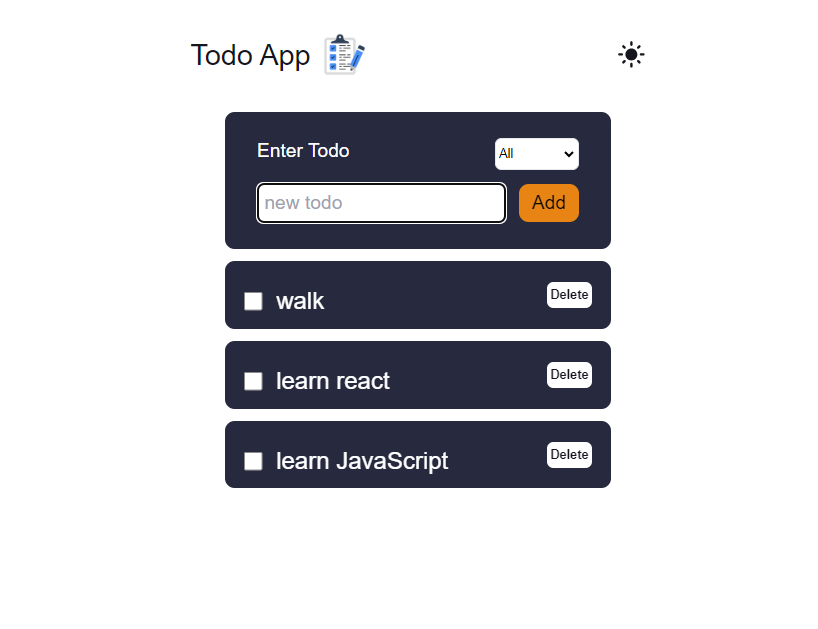 Todo App
Enter Todo
All
new todo
Add
walk
Delete
learn react
Delete
learn JavaScript
Delete